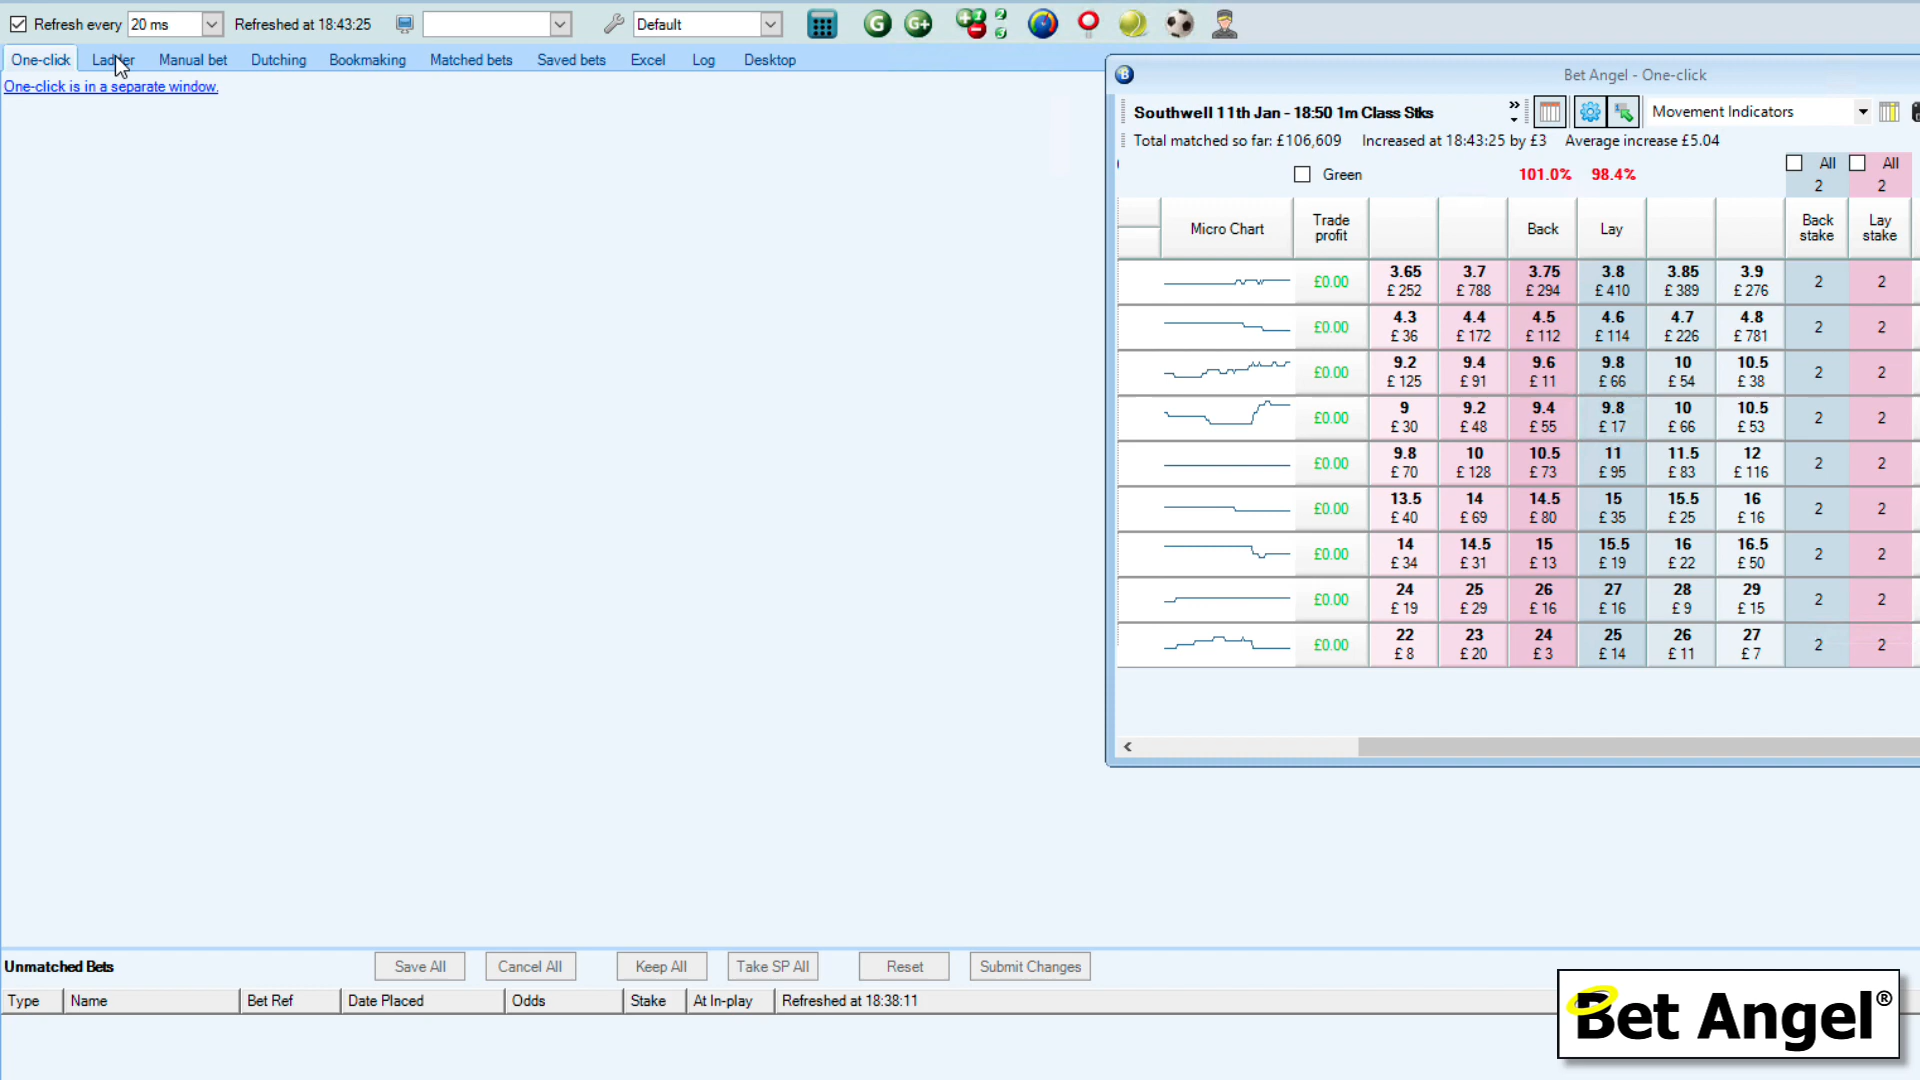 Refresh every 20 ms Refreshed at 18:43:25 Default
G G+
One-click Ladder Manual bet Dutching Bookmaking Matched bets Saved bets Excel Log Desktop
One-click is in a separate window.
Bet Angel - One-click
Southwell 11th Jan - 18:50 1m Class Stks » Movement Indicators
Total matched so far: £106,609 Increased at 18:43:25 by £3 Average increase £5.04
Green 101.0% 98.4% All All
2 2
Micro Chart Trade profit Back Lay Back stake Lay stake
3.65 3.7 3.75 3.8 3.85 3.9
£0.00 £ 252 £ 788 £ 294 £ 410 £ 389 £ 276 2 2
4.3 4.4 4.5 4.6 4.7 4.8
£0.00 £ 36 £ 172 £ 112 £ 114 £ 226 £ 781 2 2
9.2 9.4 9.6 9.8 10 10.5
£0.00 £ 125 £ 91 £ 11 £ 66 £ 54 £ 38 2 2
9 9.2 9.4 9.8 10 10.5
£0.00 £ 30 £ 48 £ 55 £ 17 £ 66 £ 53 2 2
9.8 10 10.5 11 11.5 12
£0.00 £ 70 £ 128 £ 73 £ 95 £ 83 £ 116 2 2
13.5 14 14.5 15 15.5 16
£0.00 £ 40 £ 69 £ 80 £ 35 £ 25 £ 16 2 2
14 14.5 15 15.5 16 16.5
£0.00 £ 34 £ 31 £ 13 £ 19 £ 22 £ 50 2 2
24 25 26 27 28 29
£0.00 £ 19 £ 29 £ 16 £ 16 £ 9 £ 15 2 2
22 23 24 25 26 27
£0.00 £ 8 £ 20 £ 3 £ 14 £ 11 £ 7 2 2
Unmatched Bets Save All Cancel All Keep All Take SP All Reset Submit Changes
Type Name Bet Ref Date Placed Odds Stake At In-play Refreshed at 18:38:11
Bet Angel®